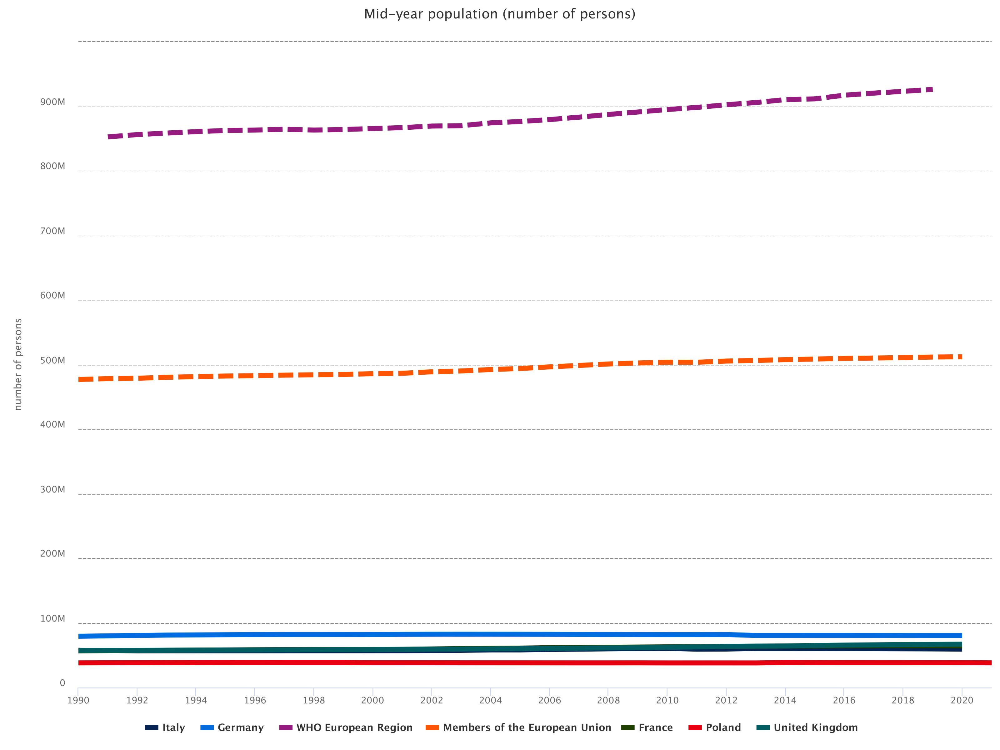 Mid-year population (number of persons)
900M
800M
700M
600M
500M
400M
300M
200M
100M
0
number of persons
1990 1992 1994 1996 1998 2000 2002 2004 2006 2008 2010 2012 2014 2016 2018 2020
Italy Germany WHO European Region Members of the European Union France Poland United Kingdom